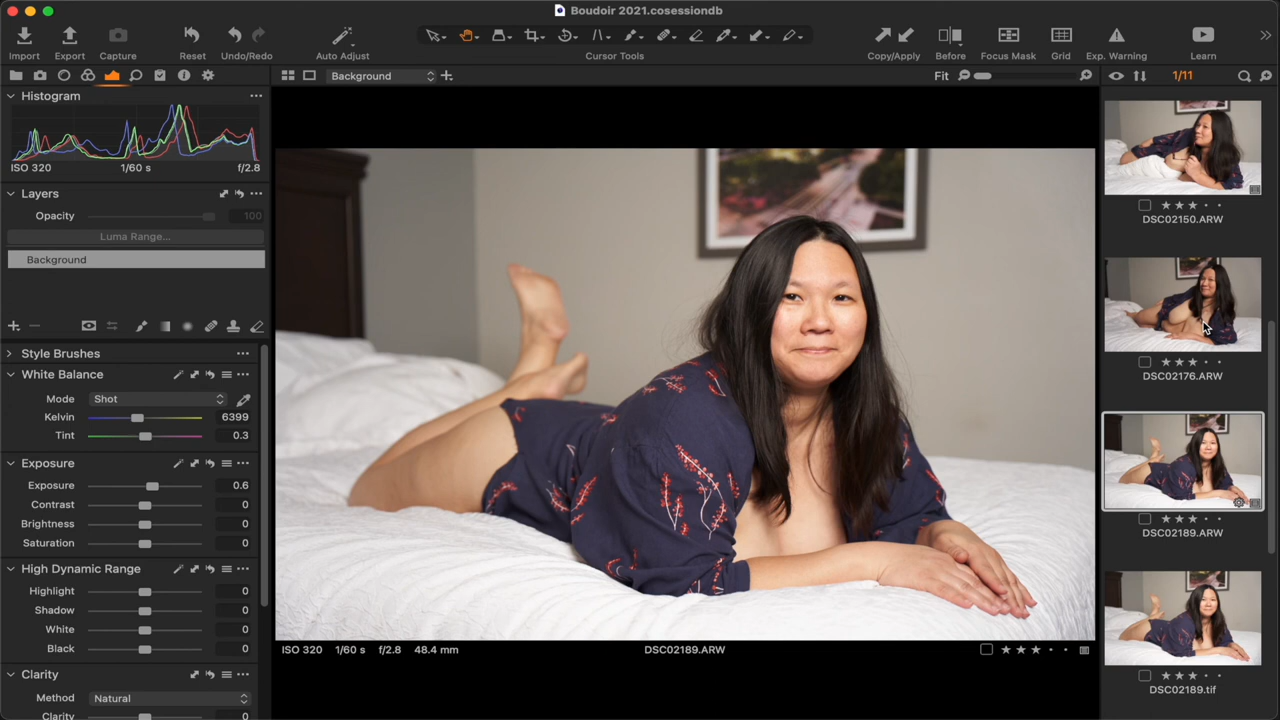 Boudoir 2021.cosessiondb
Import Export Capture Reset Undo/Redo Auto Adjust Cursor Tools Copy/Apply Before Focus Mask Grid Exp. Warning Learn
Background Fit 1/11
Histogram
ISO 320 1/60 s f/2.8
Layers
Opacity 100
Luma Range...
Background
Style Brushes
White Balance
Mode Shot
Kelvin 6399
Tint 0.3
Exposure
Exposure 0.6
Contrast 0
Brightness 0
Saturation 0
High Dynamic Range
Highlight 0
Shadow 0
White 0
Black 0
Clarity
Method Natural
Clarity 0
ISO 320 1/60 s f/2.8 48.4 mm DSC02189.ARW
DSC02150.ARW
DSC02176.ARW
DSC02189.ARW
DSC02189.tif